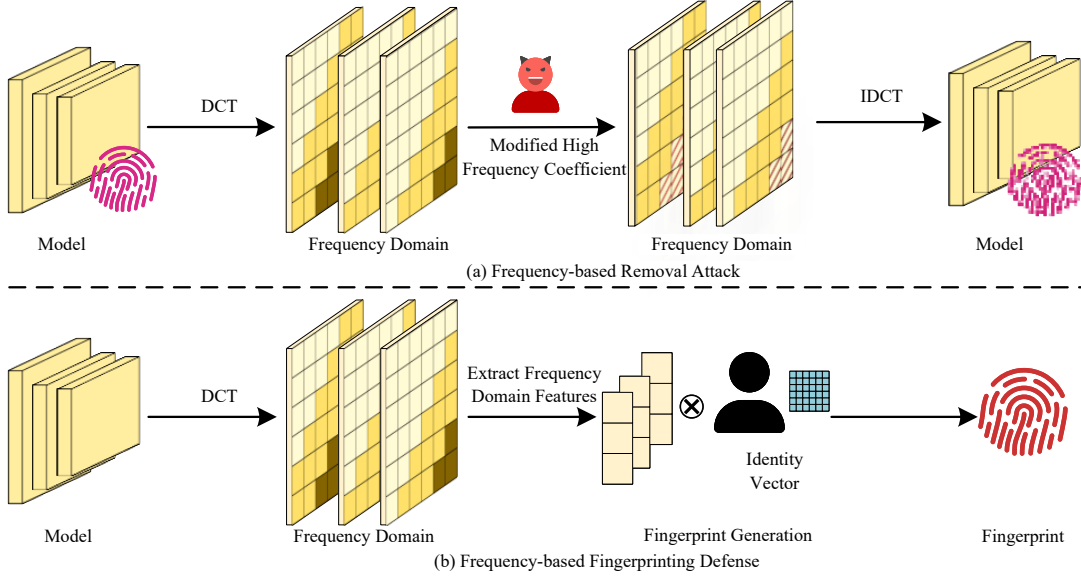 DCT
Modified High
Frequency Coefficient
IDCT
Model
Frequency Domain
Frequency Domain
Model
(a) Frequency-based Removal Attack
DCT
Extract Frequency
Domain Features
Identity
Vector
Model
Frequency Domain
Fingerprint Generation
Fingerprint
(b) Frequency-based Fingerprinting Defense